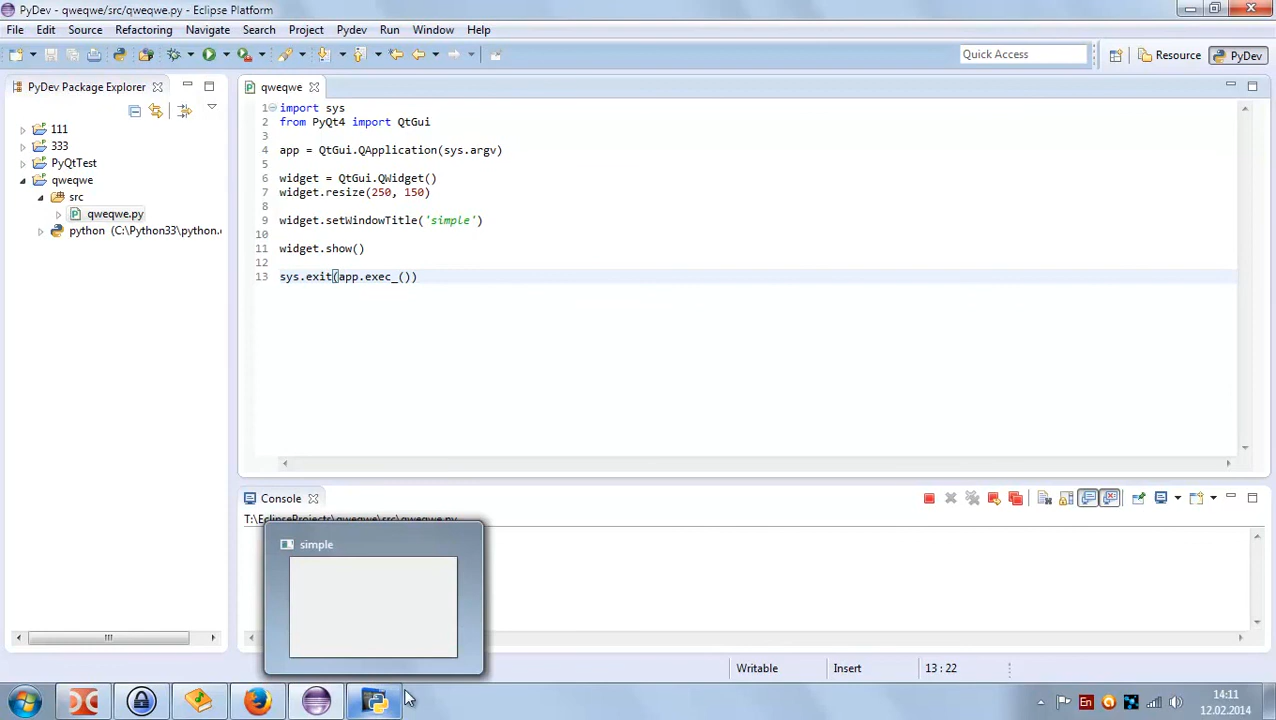 PyDev - qweqwe/src/qweqwe.py - Eclipse Platform
File Edit Source Refactoring Navigate Search Project Pydev Run Window Help
Quick Access
Resource
PyDev
PyDev Package Explorer
111
333
PyQtTest
qweqwe
src
qweqwe.py
python (C:\Python33\python.
qweqwe
1 import sys
2 from PyQt4 import QtGui
3
4 app = QtGui.QApplication(sys.argv)
5
6 widget = QtGui.QWidget()
7 widget.resize(250, 150)
8
9 widget.setWindowTitle('simple')
10
11 widget.show()
12
13 sys.exit(app.exec_())
Console
T:\EclipseProjects\qweqwe\src\qweqwe.py
simple
Writable
Insert
13 : 22
En
14:11
12.02.2014